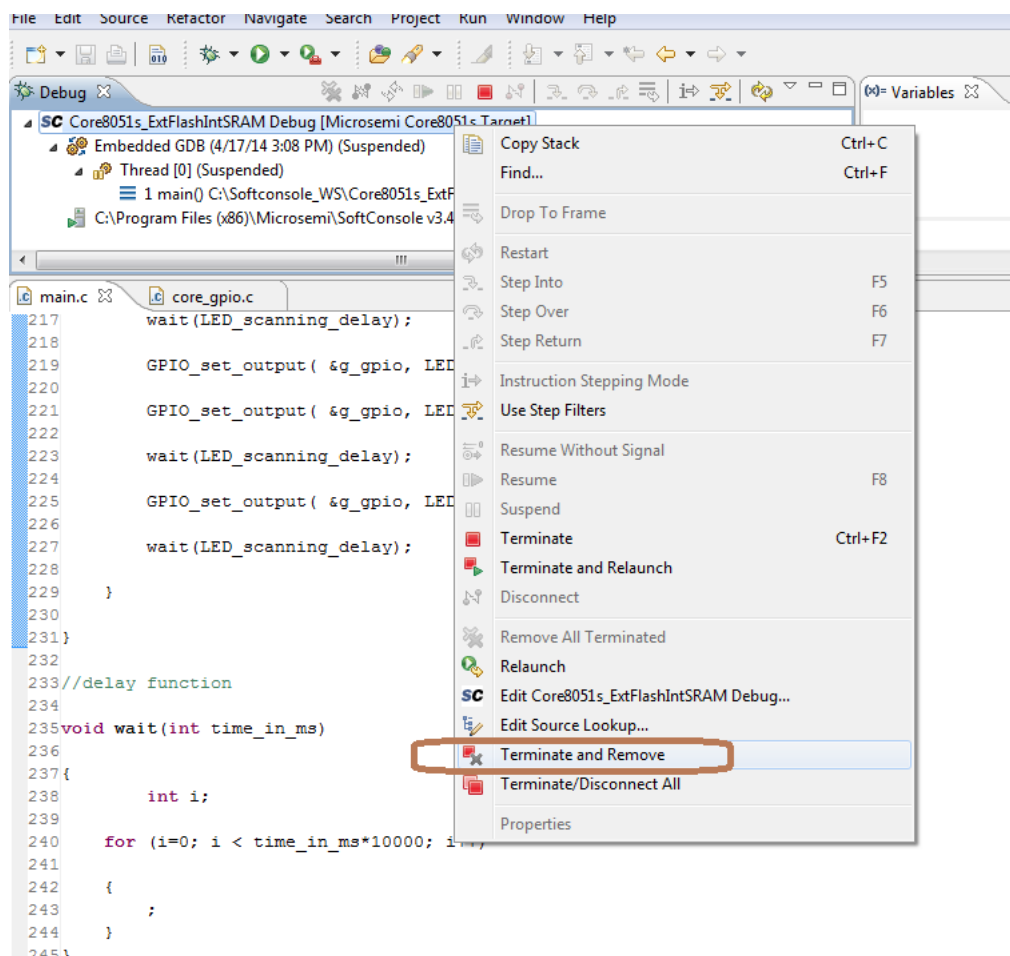 File Edit Source Refactor Navigate Search Project Run Window Help
Debug
(x)= Variables
SC Core8051s_ExtFlashIntSRAM Debug [Microsemi Core8051s Target]
Embedded GDB (4/17/14 3:08 PM) (Suspended)
Thread [0] (Suspended)
1 main() C:\Softconsole_WS\Core8051s_ExtF
C:\Program Files (x86)\Microsemi\SoftConsole v3.4
Copy Stack Ctrl+C
Find... Ctrl+F
Drop To Frame
Restart
Step Into F5
Step Over F6
Step Return F7
Instruction Stepping Mode
Use Step Filters
Resume Without Signal
Resume F8
Suspend
Terminate Ctrl+F2
Terminate and Relaunch
Disconnect
Remove All Terminated
Relaunch
SC Edit Core8051s_ExtFlashIntSRAM Debug...
Edit Source Lookup...
Terminate and Remove
Terminate/Disconnect All
Properties
main.c core_gpio.c
217 wait(LED_scanning_delay);
218
219 GPIO_set_output( &g_gpio, LED
220
221 GPIO_set_output( &g_gpio, LED
222
223 wait(LED_scanning_delay);
224
225 GPIO_set_output( &g_gpio, LED
226
227 wait(LED_scanning_delay);
228
229 }
230
231 }
232
233 //delay function
234
235 void wait(int time_in_ms)
236
237 {
238 int i;
239
240 for (i=0; i < time_in_ms*10000; i++)
241
242 {
243 ;
244 }
245 }